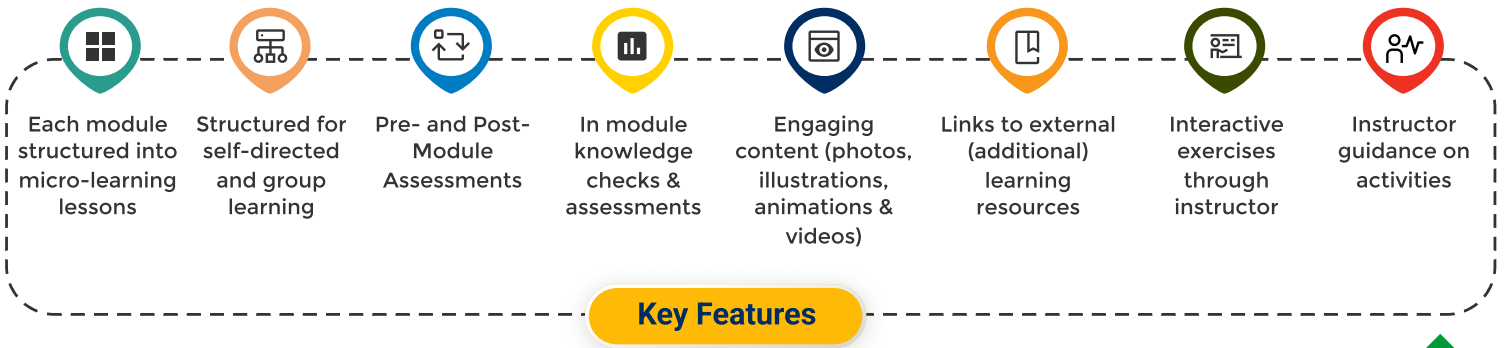 Each module
structured into
micro-learning
lessons
Structured for
self-directed
and group
learning
Pre- and Post-
Module
Assessments
In module
knowledge
checks &
assessments
Engaging
content (photos,
illustrations,
animations &
videos)
Links to external
(additional)
learning
resources
Interactive
exercises
through
instructor
Instructor
guidance on
activities
Key Features